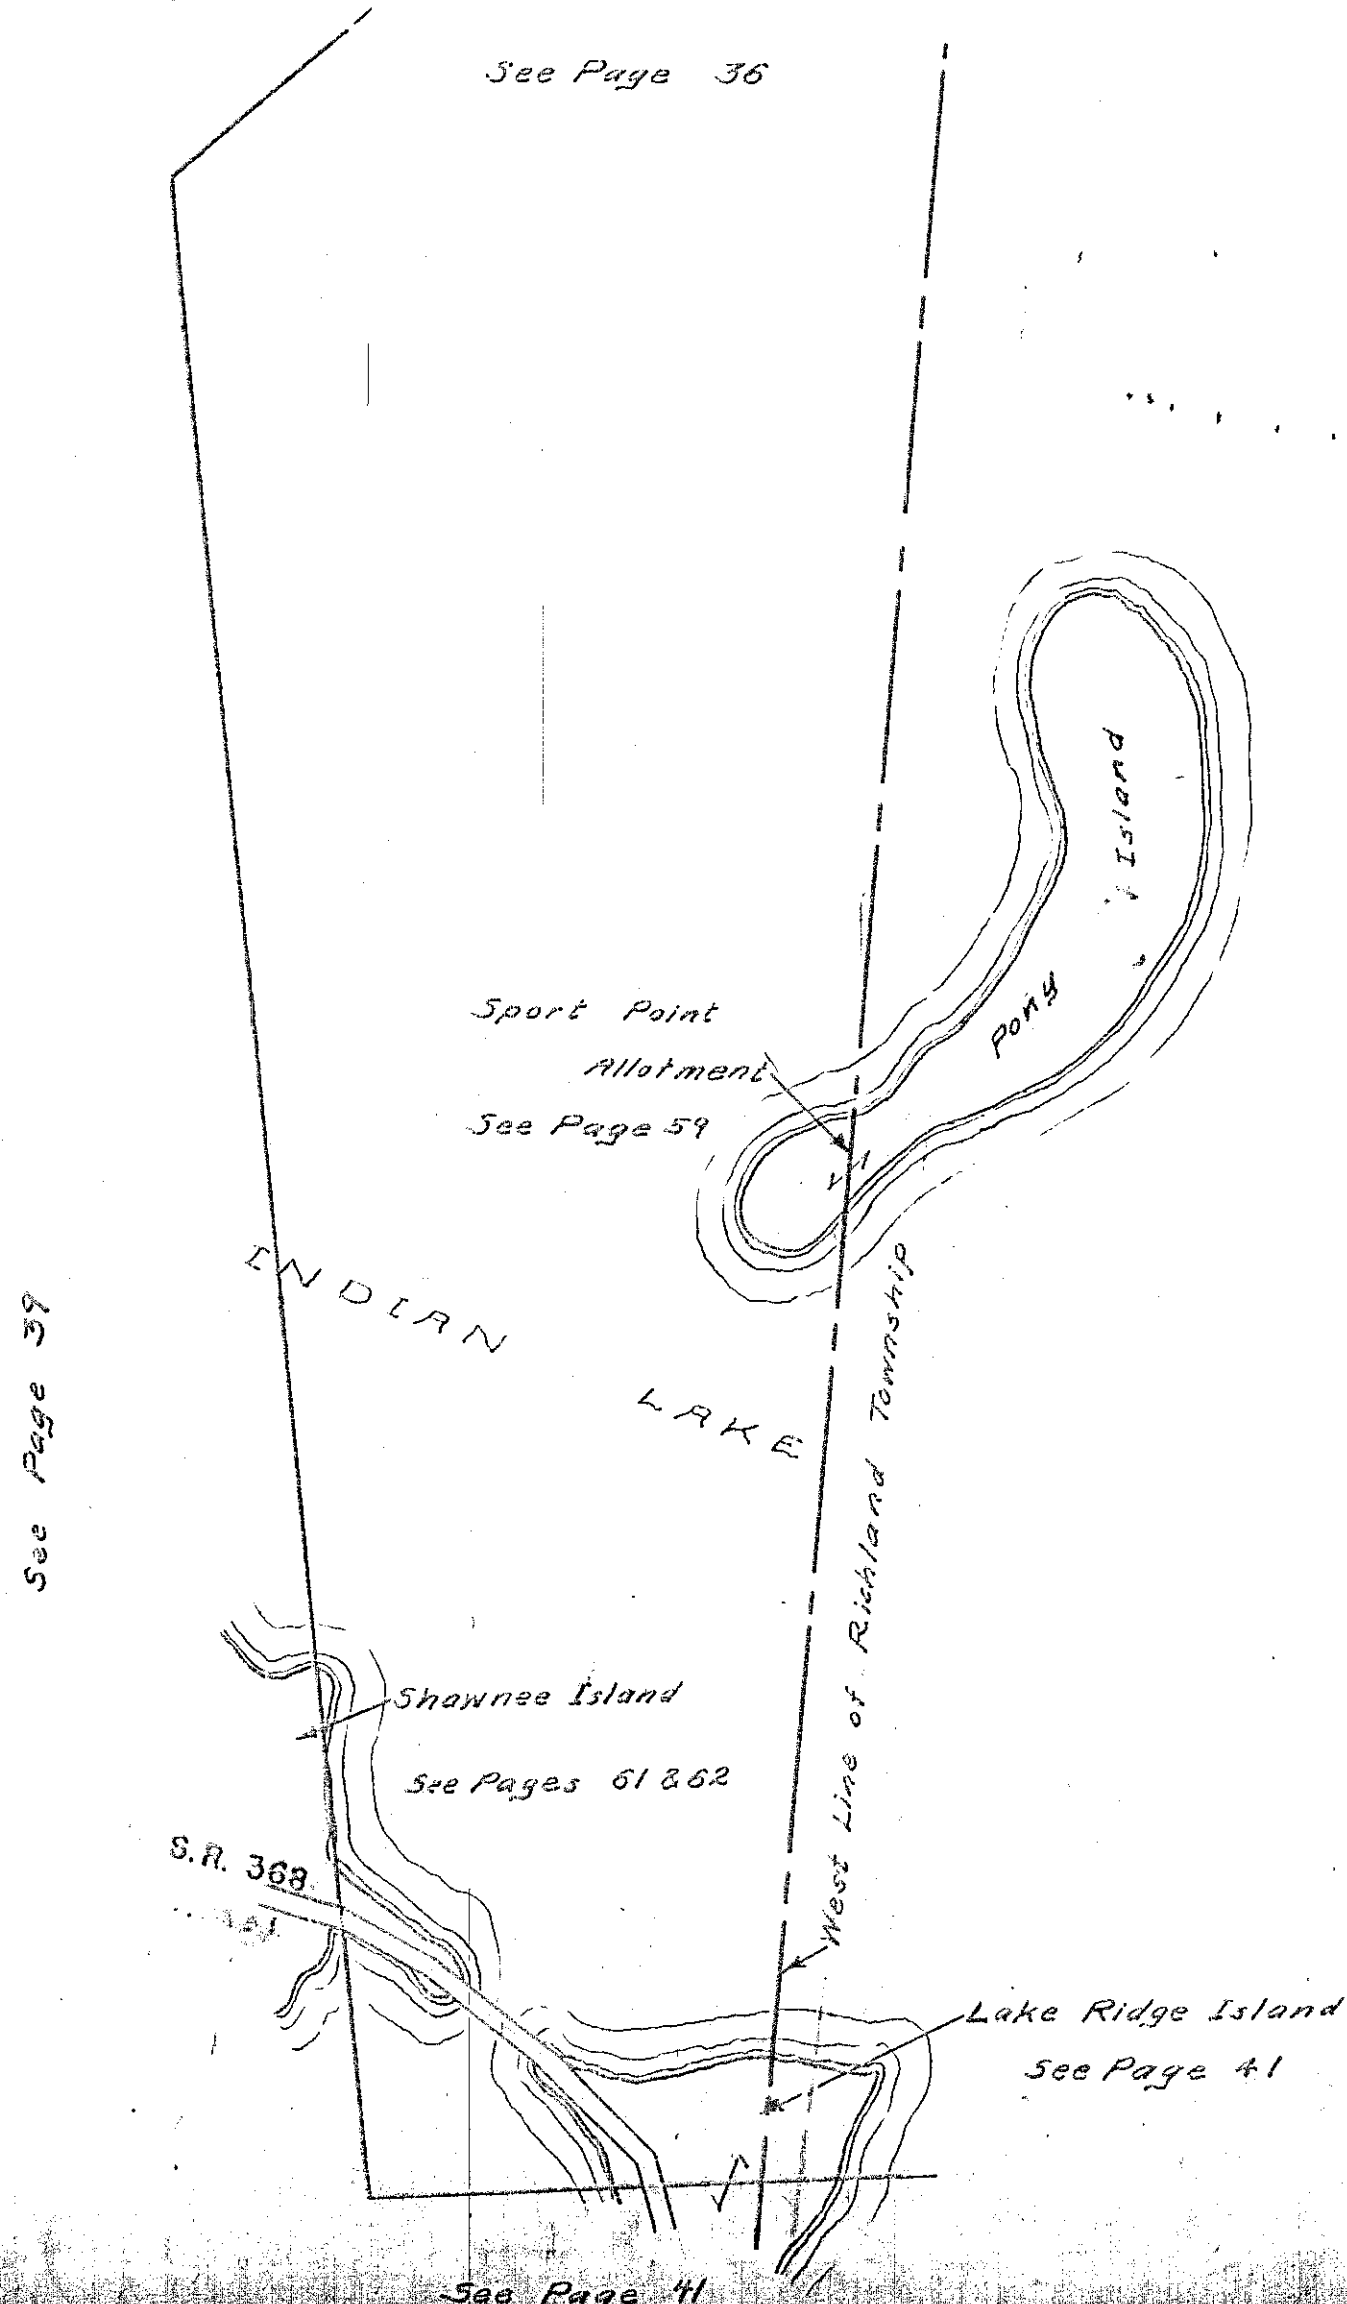 See Page 36
Pony Island
Sport Point
Allotment
See Page 59
INDIAN LAKE
See Page 39
West Line of Richland Township
Shawnee Island
See Pages 61 & 62
S.R. 368
Lake Ridge Island
See Page 41
See Page 41